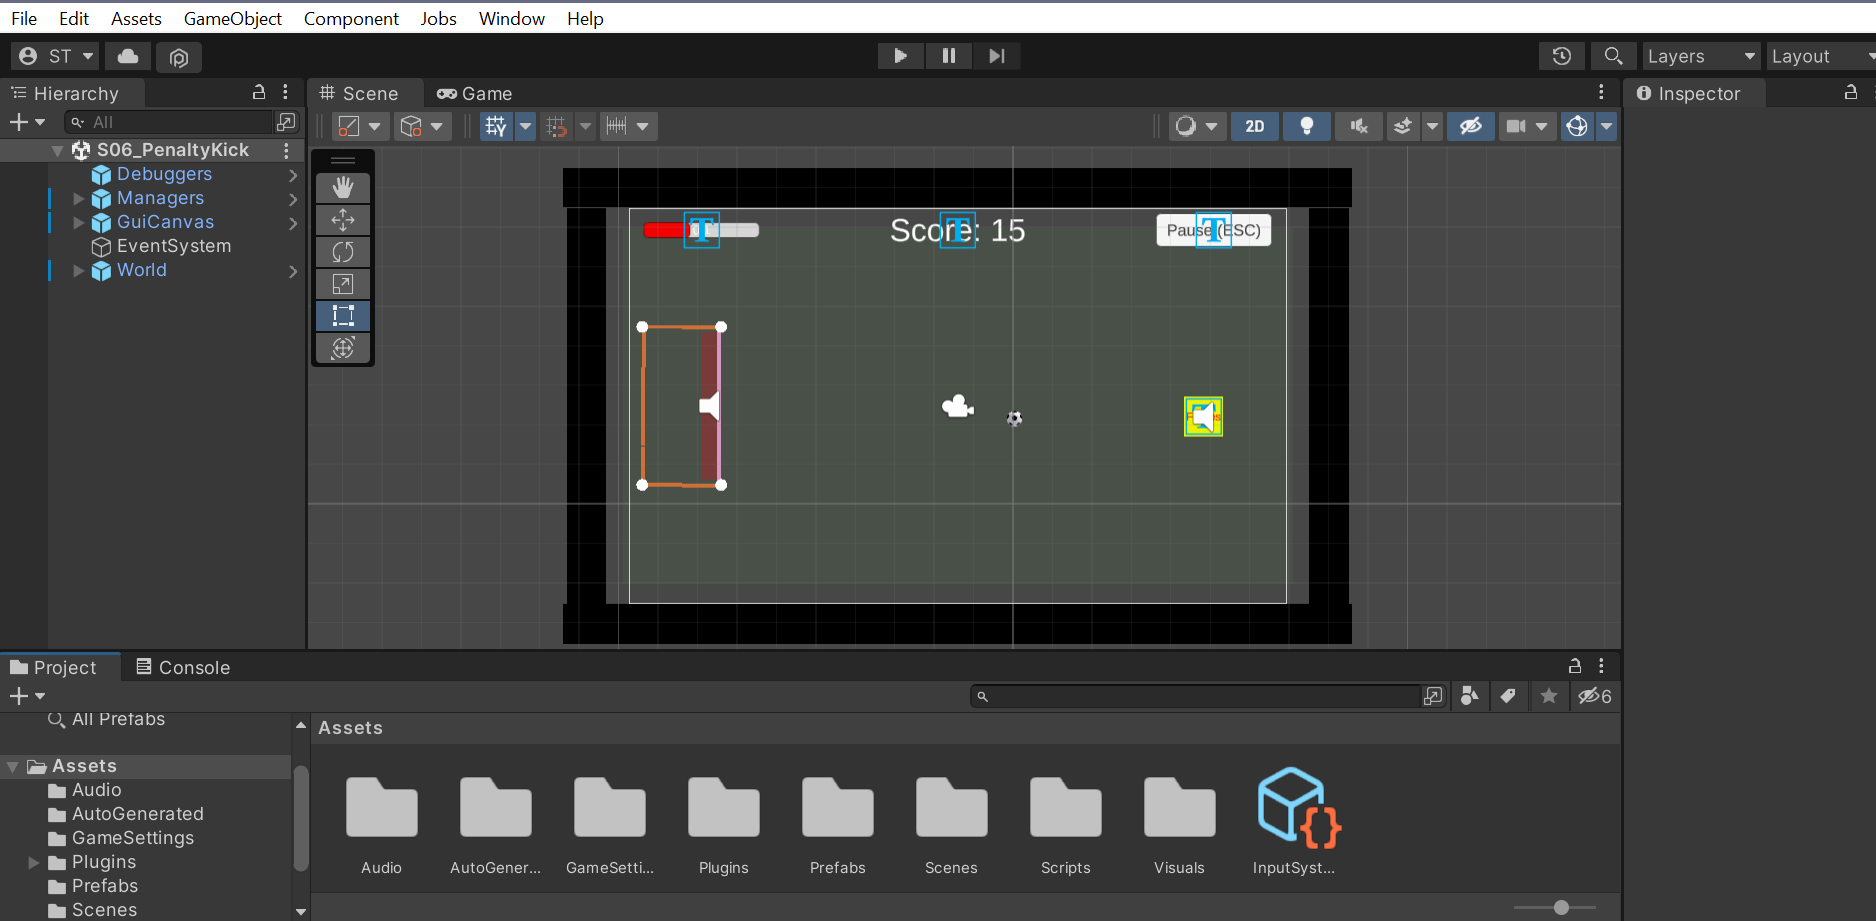 File Edit Assets GameObject Component Jobs Window Help
ST
Layers Layout
Hierarchy
Scene Game
Inspector
All
2D
S06_PenaltyKick
Debuggers
Managers
GuiCanvas
EventSystem
World
Score: 15
Pause (ESC)
Project Console
6
All Prefabs
Assets
Audio
AutoGenerated
GameSettings
Plugins
Prefabs
Scenes
Assets
Audio AutoGener... GameSetti... Plugins Prefabs Scenes Scripts Visuals InputSyst...